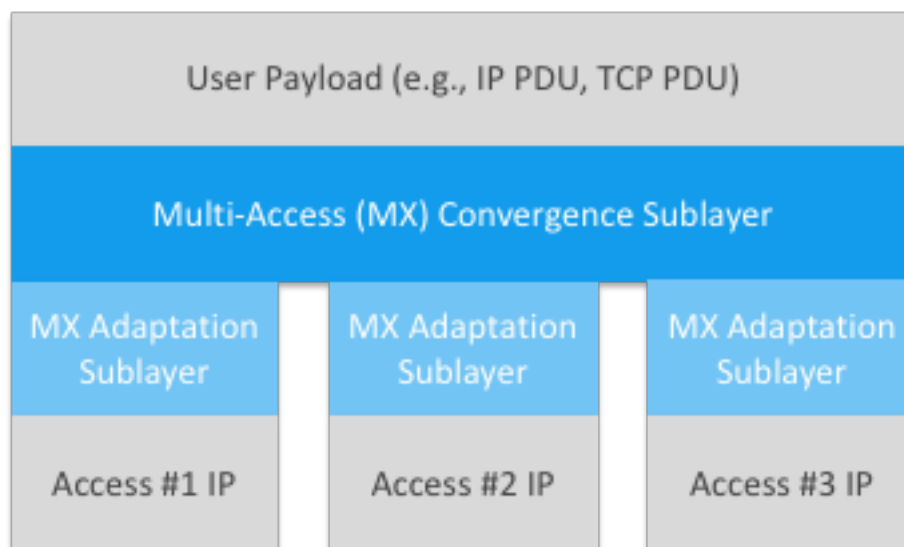 User Payload (e.g., IP PDU, TCP PDU)
Multi-Access (MX) Convergence Sublayer
MX Adaptation
Sublayer
MX Adaptation
Sublayer
MX Adaptation
Sublayer
Access #1 IP
Access #2 IP
Access #3 IP